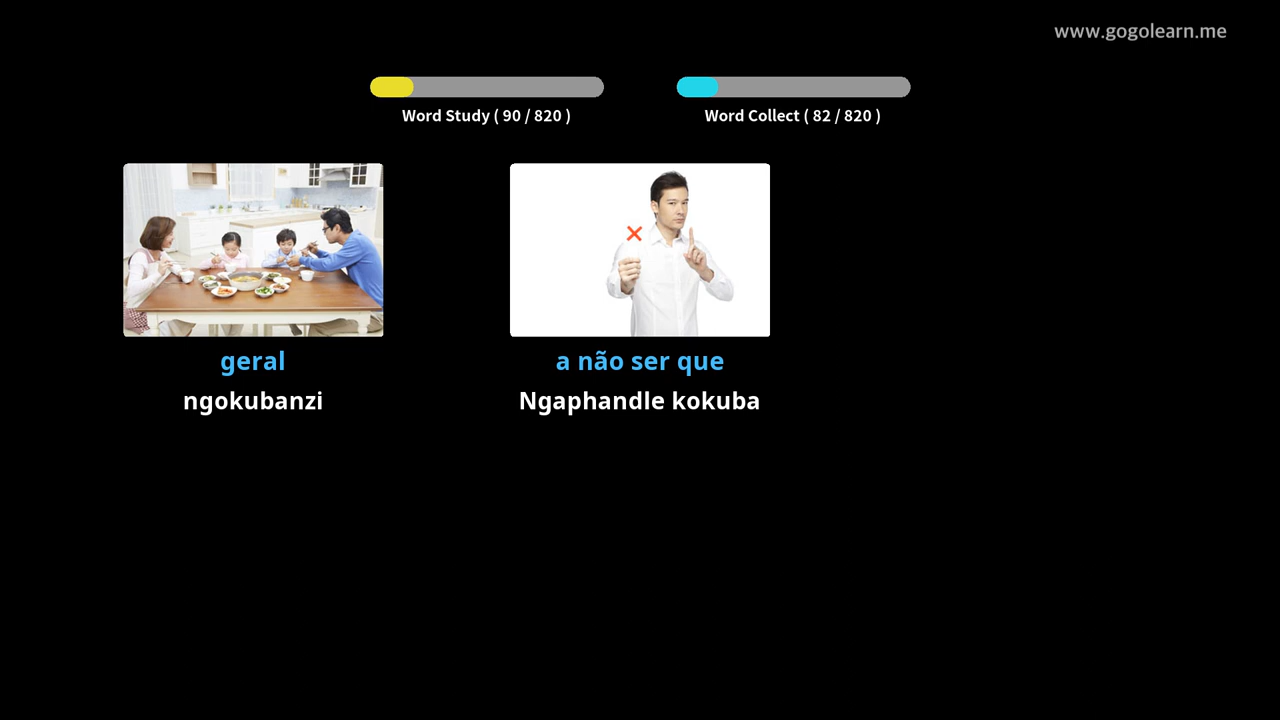 www.gogolearn.me
Word Study ( 90 / 820 )
Word Collect ( 82 / 820 )
geral
ngokubanzi
a não ser que
Ngaphandle kokuba